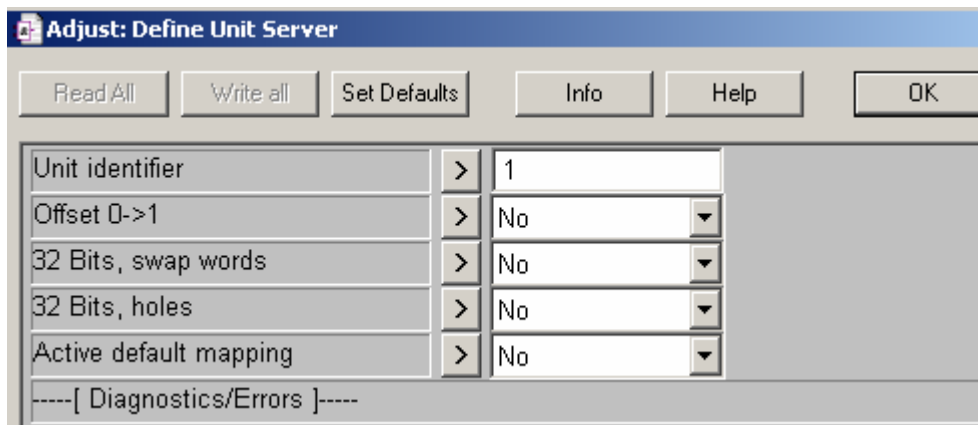 Adjust: Define Unit Server
Read All Write all Set Defaults Info Help OK
Unit identifier > 1
Offset 0->1 > No
32 Bits, swap words > No
32 Bits, holes > No
Active default mapping > No
-----[ Diagnostics/Errors ]-----